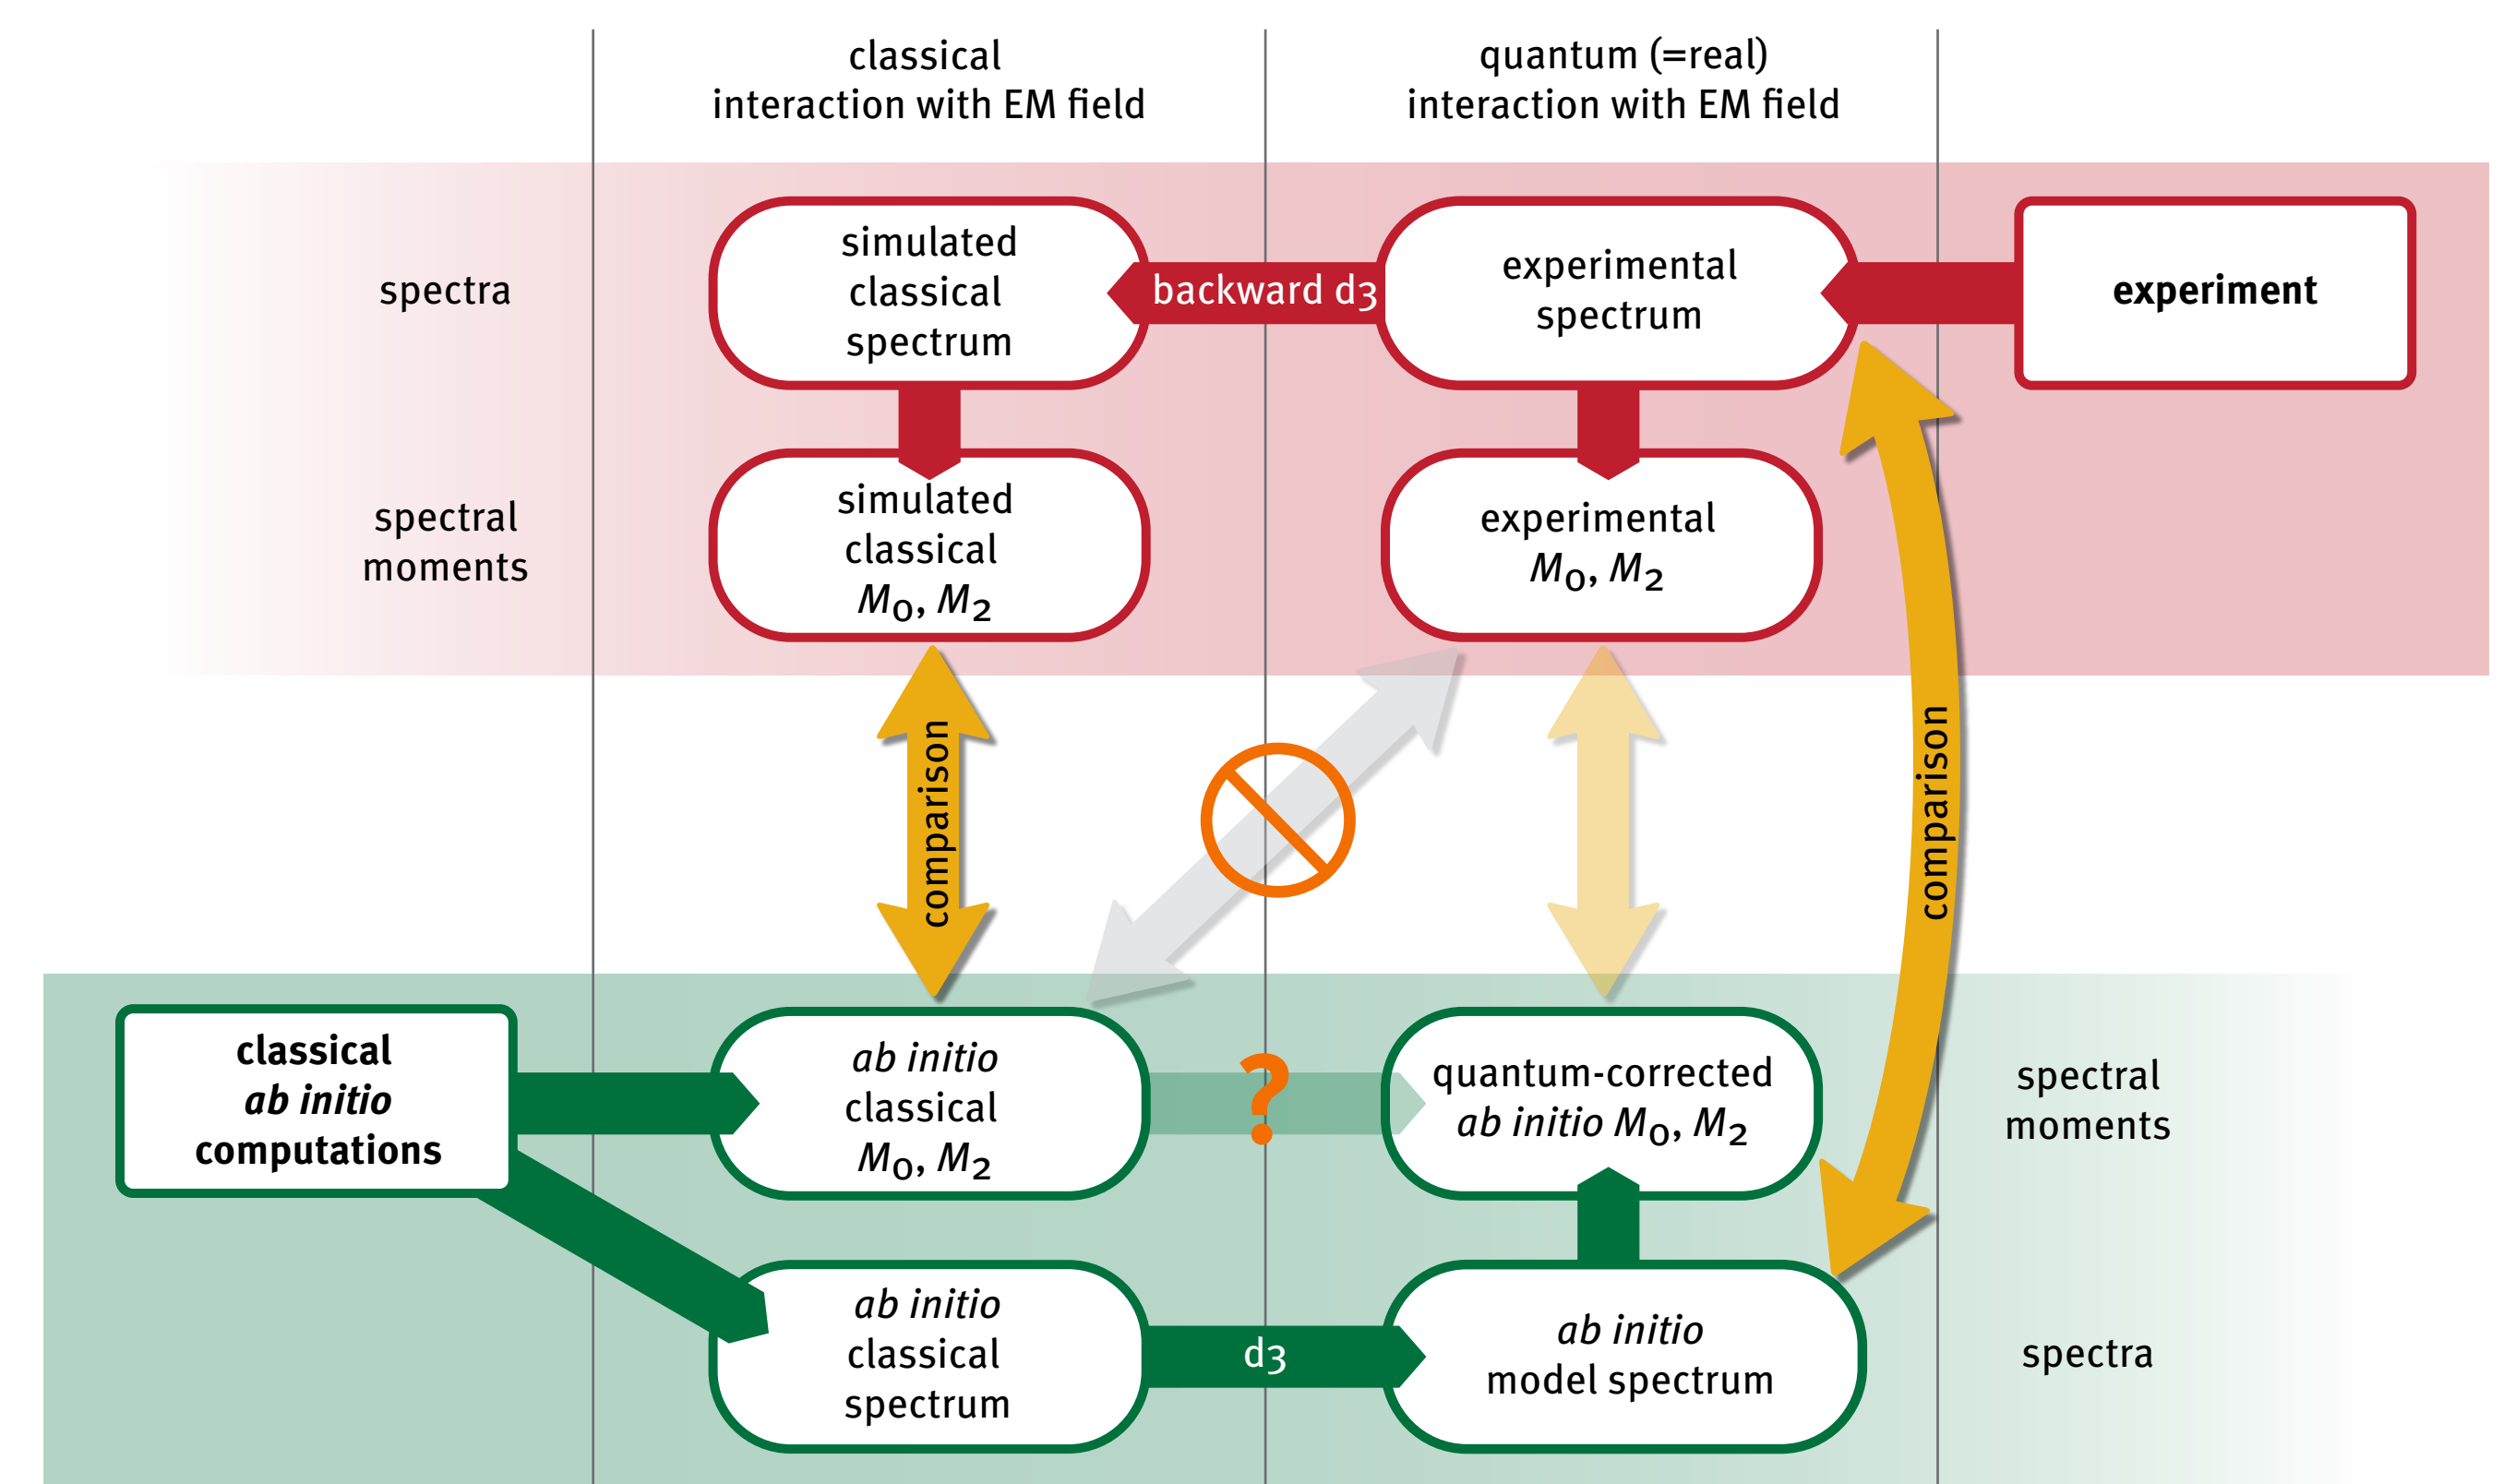 classical
interaction with EM field
quantum (=real)
interaction with EM field
spectra
simulated
classical
spectrum
backward d3
experimental
spectrum
experiment
spectral
moments
simulated
classical
M0, M2
experimental
M0, M2
comparison
comparison
classical
ab initio
computations
ab initio
classical
M0, M2
?
quantum-corrected
ab initio M0, M2
spectral
moments
ab initio
classical
spectrum
d3
ab initio
model spectrum
spectra